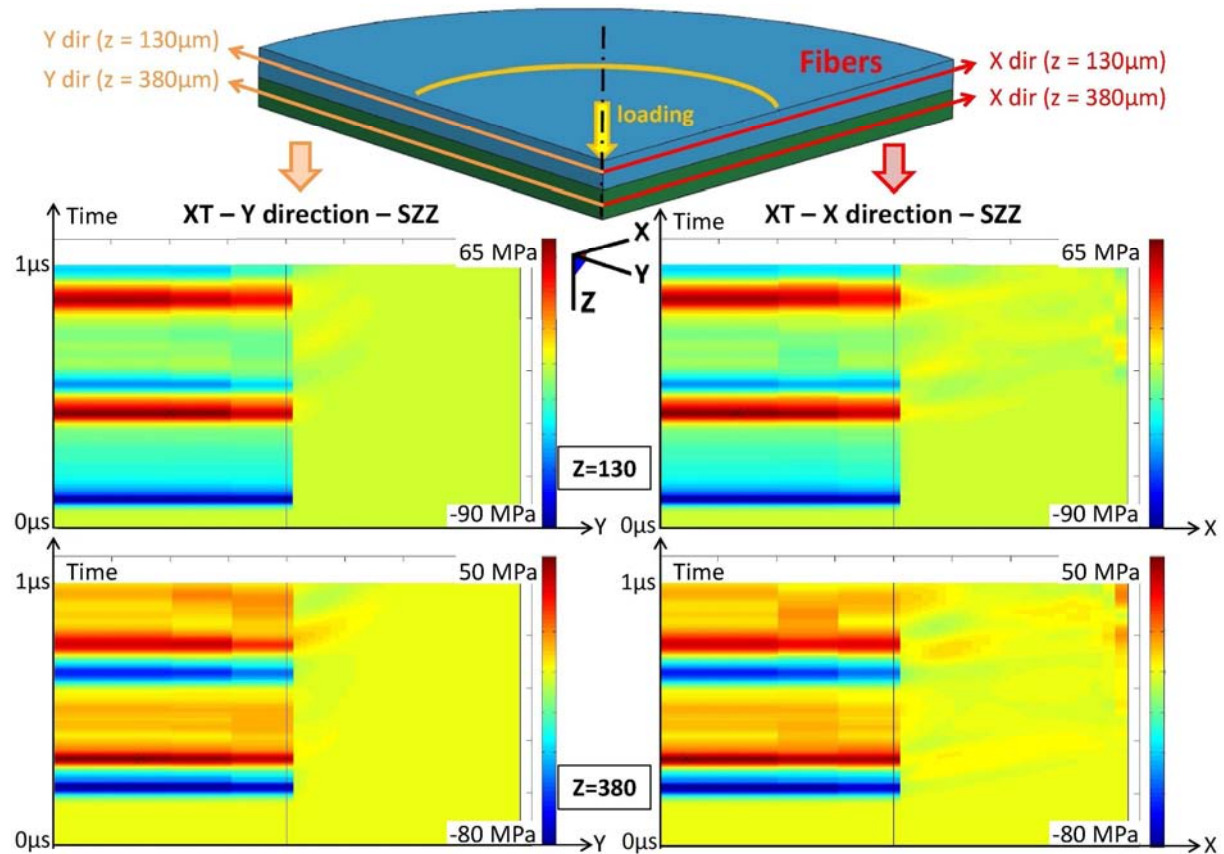 Y dir (z = 130µm)
Y dir (z = 380µm)
Fibers
X dir (z = 130µm)
X dir (z = 380µm)
loading
Time
XT – Y direction – SZZ
65 MPa
1µs
Z=130
-90 MPa
0µs
Y
X
Y
Z
Time
XT – X direction – SZZ
65 MPa
1µs
-90 MPa
0µs
X
Time
50 MPa
1µs
Z=380
-80 MPa
0µs
Y
Time
50 MPa
1µs
-80 MPa
0µs
X